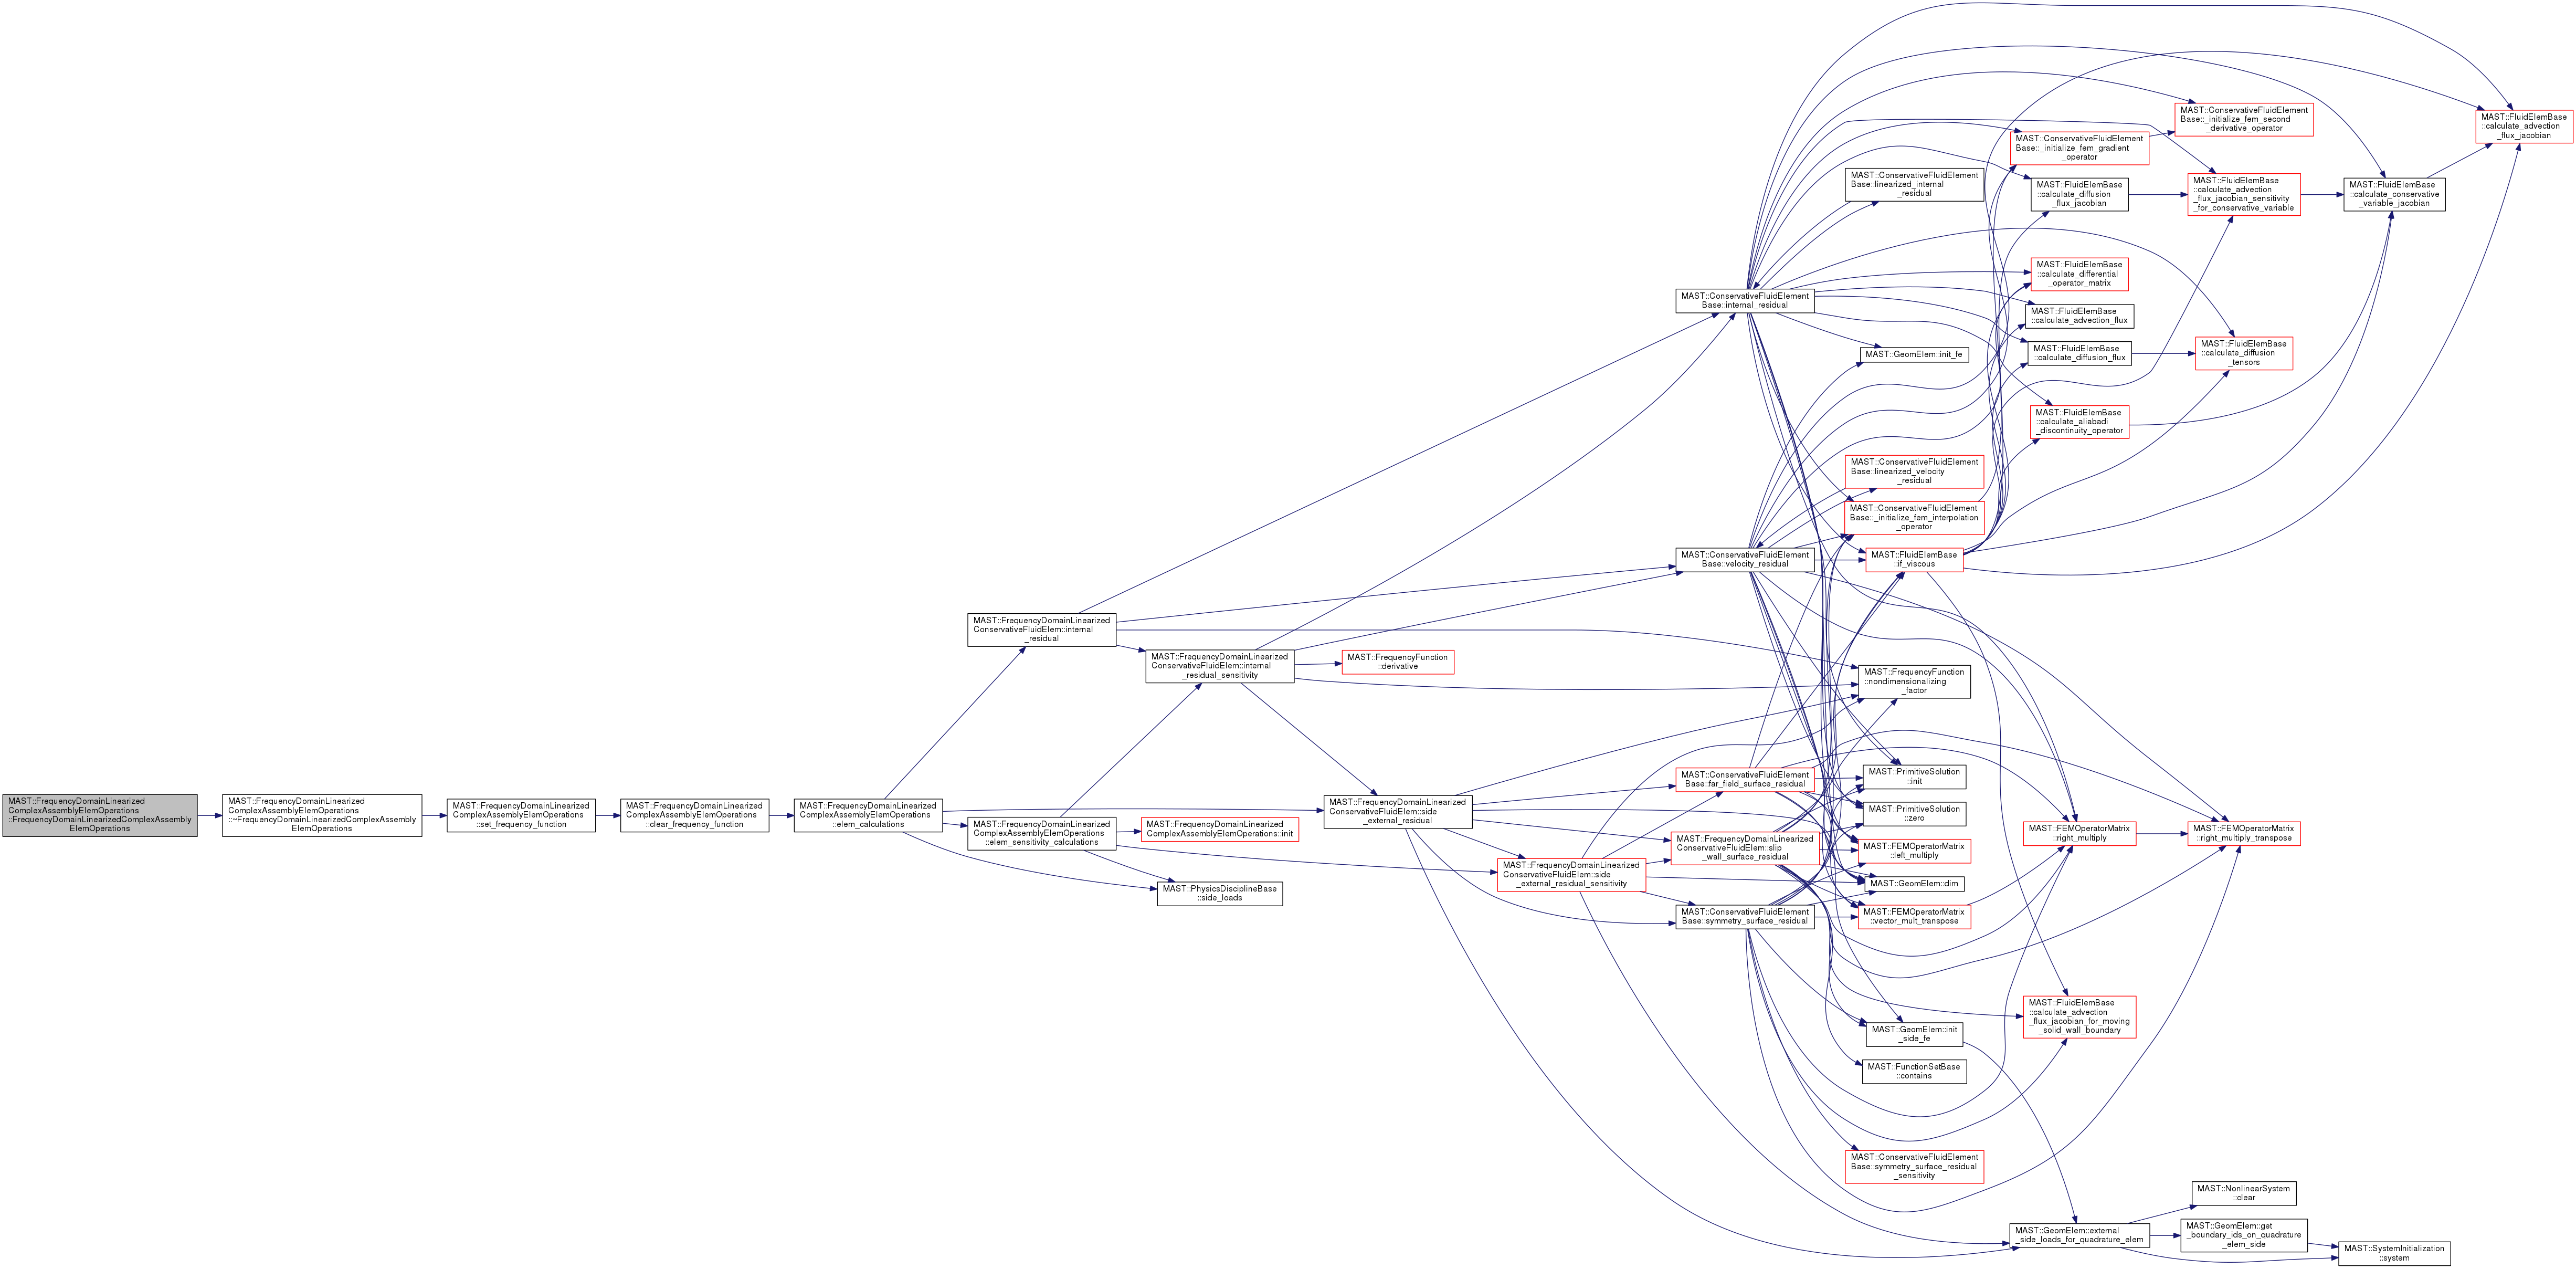 MAST::FrequencyDomainLinearized
ComplexAssemblyElemOperations
::FrequencyDomainLinearizedComplexAssembly
ElemOperations
MAST::FrequencyDomainLinearized
ComplexAssemblyElemOperations
::~FrequencyDomainLinearizedComplexAssembly
ElemOperations
MAST::FrequencyDomainLinearized
ComplexAssemblyElemOperations
::set_frequency_function
MAST::FrequencyDomainLinearized
ComplexAssemblyElemOperations
::clear_frequency_function
MAST::FrequencyDomainLinearized
ComplexAssemblyElemOperations
::elem_calculations
MAST::FrequencyDomainLinearized
ConservativeFluidElem::internal
_residual
MAST::FrequencyDomainLinearized
ComplexAssemblyElemOperations
::elem_sensitivity_calculations
MAST::FrequencyDomainLinearized
ConservativeFluidElem::internal
_residual_sensitivity
MAST::FrequencyDomainLinearized
ComplexAssemblyElemOperations::init
MAST::PhysicsDisciplineBase
::side_loads
MAST::FrequencyFunction
::derivative
MAST::FrequencyDomainLinearized
ConservativeFluidElem::side
_external_residual
MAST::FrequencyDomainLinearized
ConservativeFluidElem::side
_external_residual_sensitivity
MAST::ConservativeFluidElement
Base::internal_residual
MAST::ConservativeFluidElement
Base::velocity_residual
MAST::ConservativeFluidElement
Base::far_field_surface_residual
MAST::FrequencyDomainLinearized
ConservativeFluidElem::slip
_wall_surface_residual
MAST::ConservativeFluidElement
Base::symmetry_surface_residual
MAST::ConservativeFluidElement
Base::linearized_internal
_residual
MAST::GeomElem::init_fe
MAST::ConservativeFluidElement
Base::linearized_velocity
_residual
MAST::ConservativeFluidElement
Base::_initialize_fem_interpolation
_operator
MAST::FluidElemBase
::if_viscous
MAST::FrequencyFunction
::nondimensionalizing
_factor
MAST::PrimitiveSolution
::init
MAST::PrimitiveSolution
::zero
MAST::FEMOperatorMatrix
::left_multiply
MAST::GeomElem::dim
MAST::FEMOperatorMatrix
::vector_mult_transpose
MAST::GeomElem::init
_side_fe
MAST::FunctionSetBase
::contains
MAST::ConservativeFluidElement
Base::symmetry_surface_residual
_sensitivity
MAST::ConservativeFluidElement
Base::_initialize_fem_gradient
_operator
MAST::FluidElemBase
::calculate_diffusion
_flux_jacobian
MAST::FluidElemBase
::calculate_differential
_operator_matrix
MAST::FluidElemBase
::calculate_advection_flux
MAST::FluidElemBase
::calculate_diffusion_flux
MAST::FluidElemBase
::calculate_aliabadi
_discontinuity_operator
MAST::FEMOperatorMatrix
::right_multiply
MAST::FluidElemBase
::calculate_advection
_flux_jacobian_for_moving
_solid_wall_boundary
MAST::GeomElem::external
_side_loads_for_quadrature_elem
MAST::ConservativeFluidElement
Base::_initialize_fem_second
_derivative_operator
MAST::FluidElemBase
::calculate_advection
_flux_jacobian_sensitivity
_for_conservative_variable
MAST::FluidElemBase
::calculate_diffusion
_tensors
MAST::FEMOperatorMatrix
::right_multiply_transpose
MAST::NonlinearSystem
::clear
MAST::GeomElem::get
_boundary_ids_on_quadrature
_elem_side
MAST::FluidElemBase
::calculate_conservative
_variable_jacobian
MAST::SystemInitialization
::system
MAST::FluidElemBase
::calculate_advection
_flux_jacobian